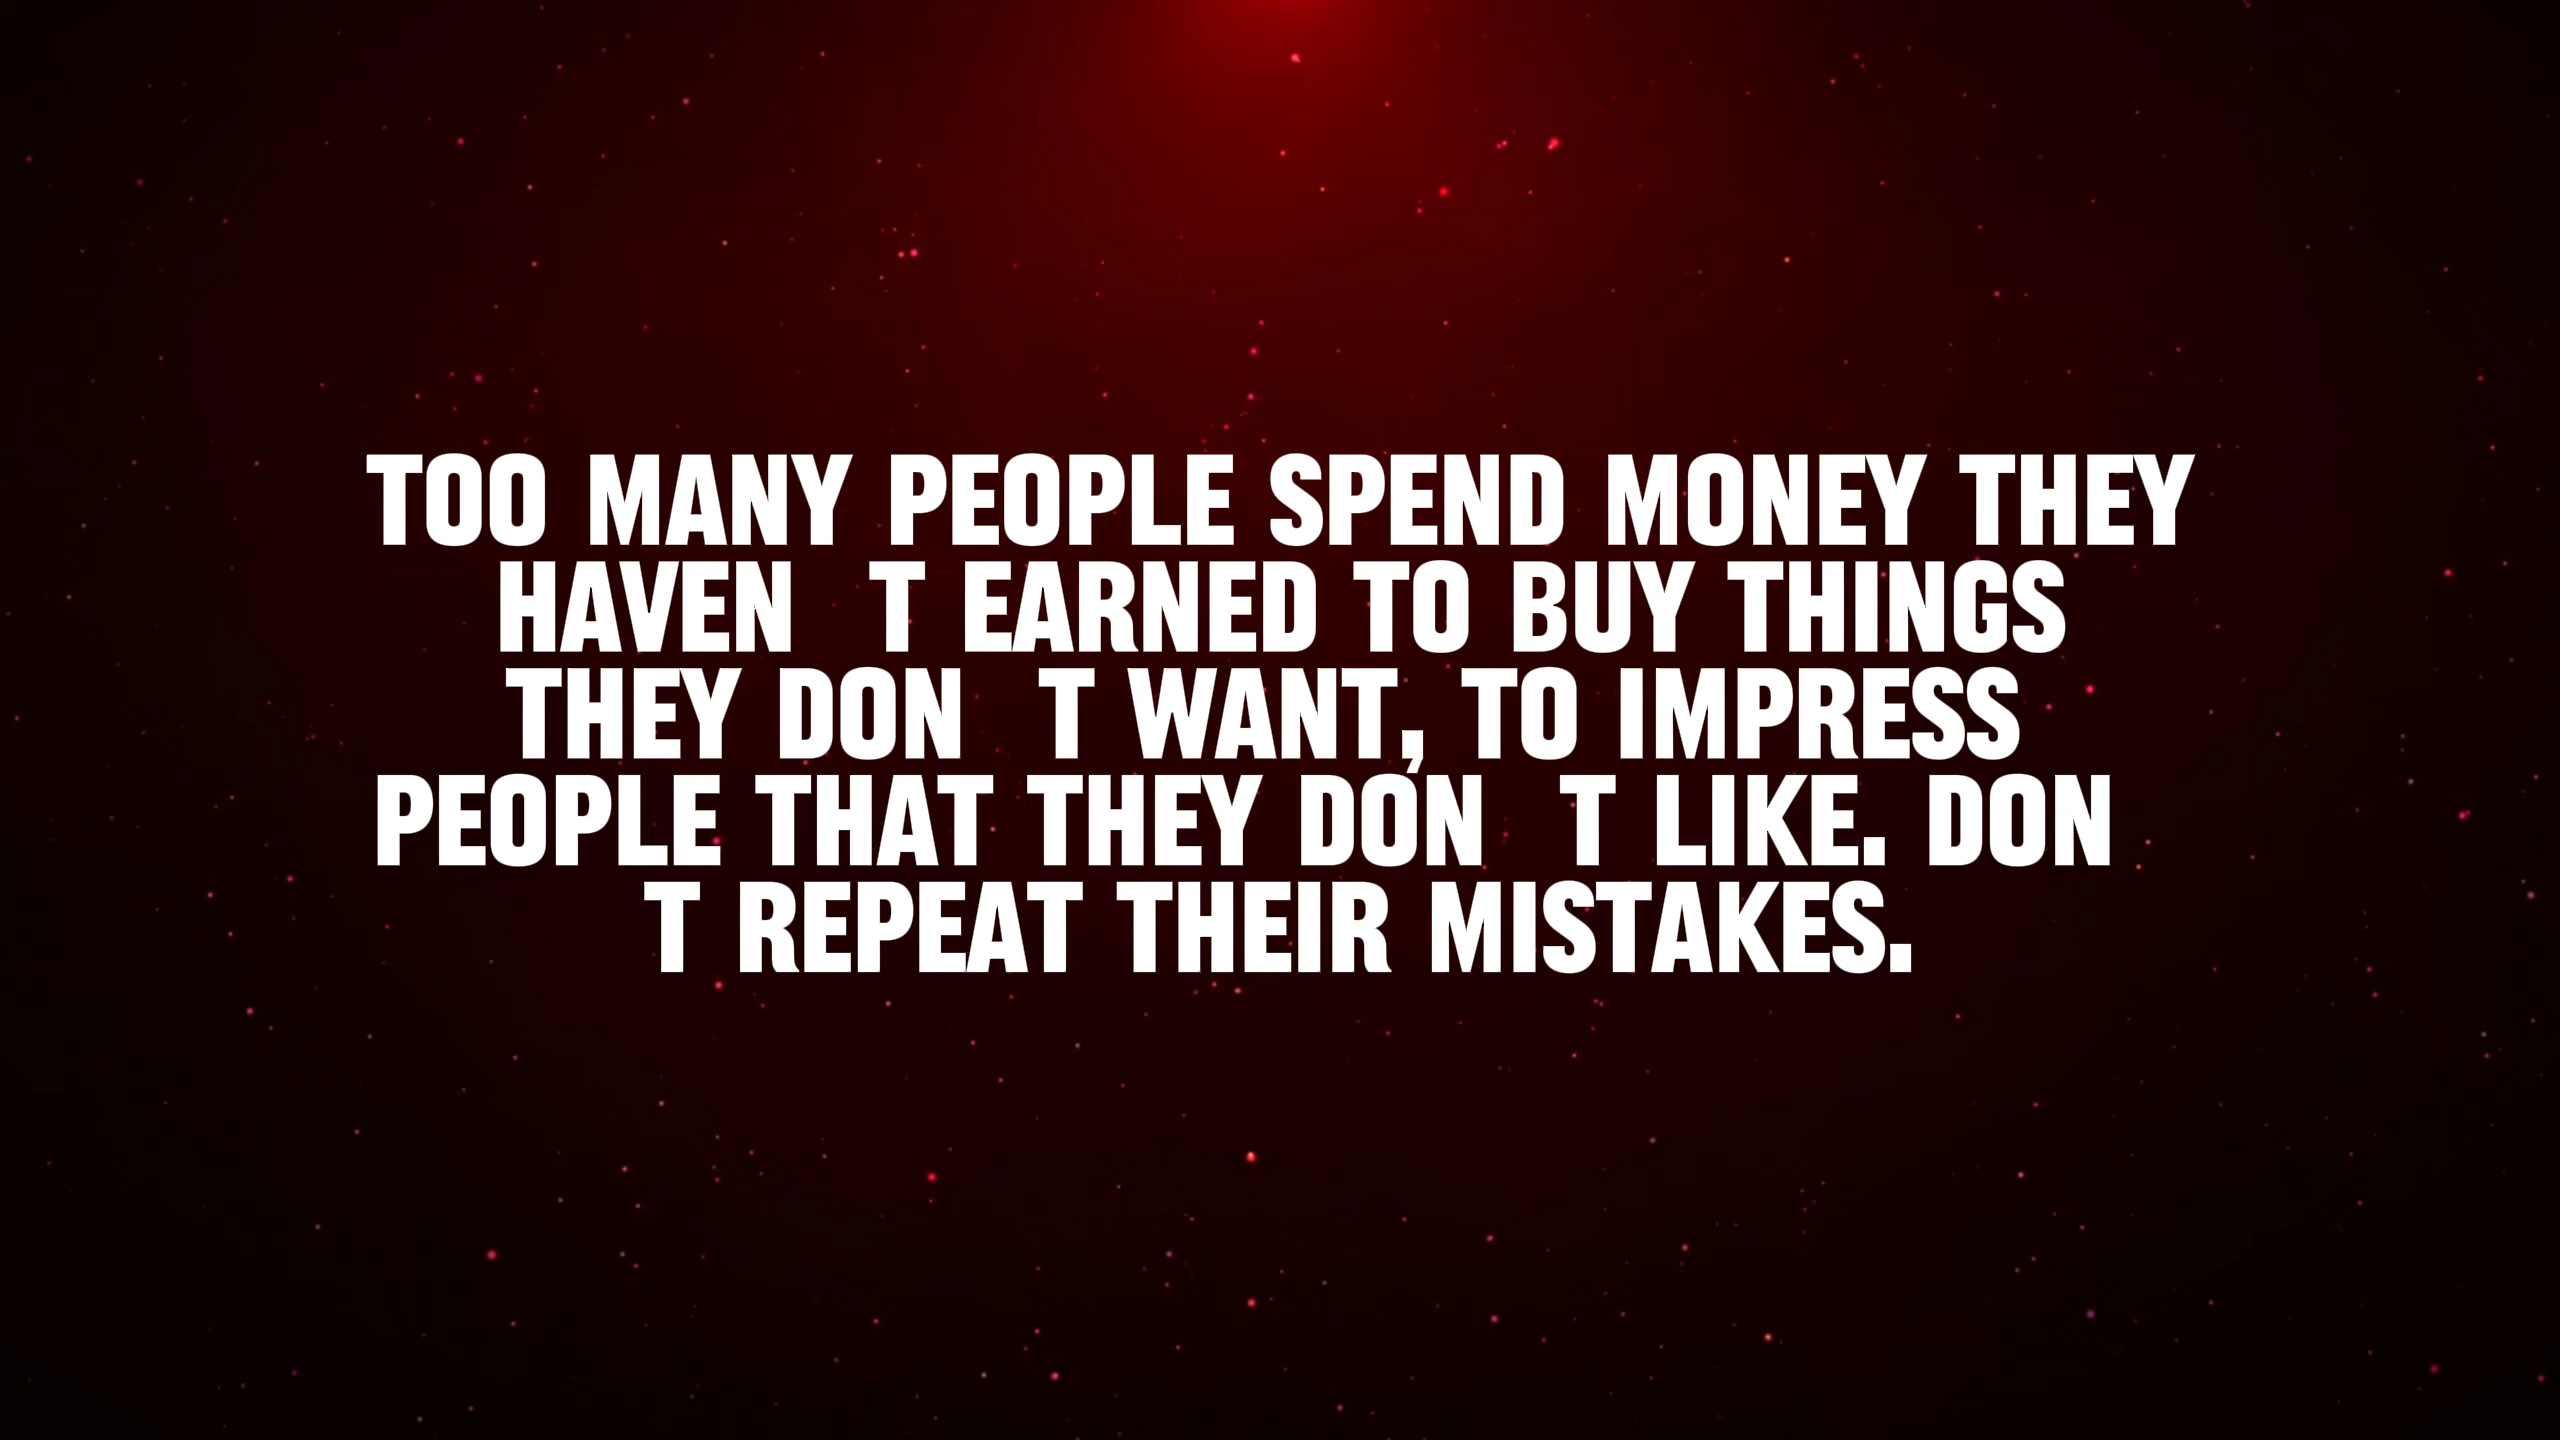 TOO MANY PEOPLE SPEND MONEY THEY
HAVEN  T EARNED TO BUY THINGS
THEY DON  T WANT, TO IMPRESS
PEOPLE THAT THEY DON  T LIKE. DON
T REPEAT THEIR MISTAKES.